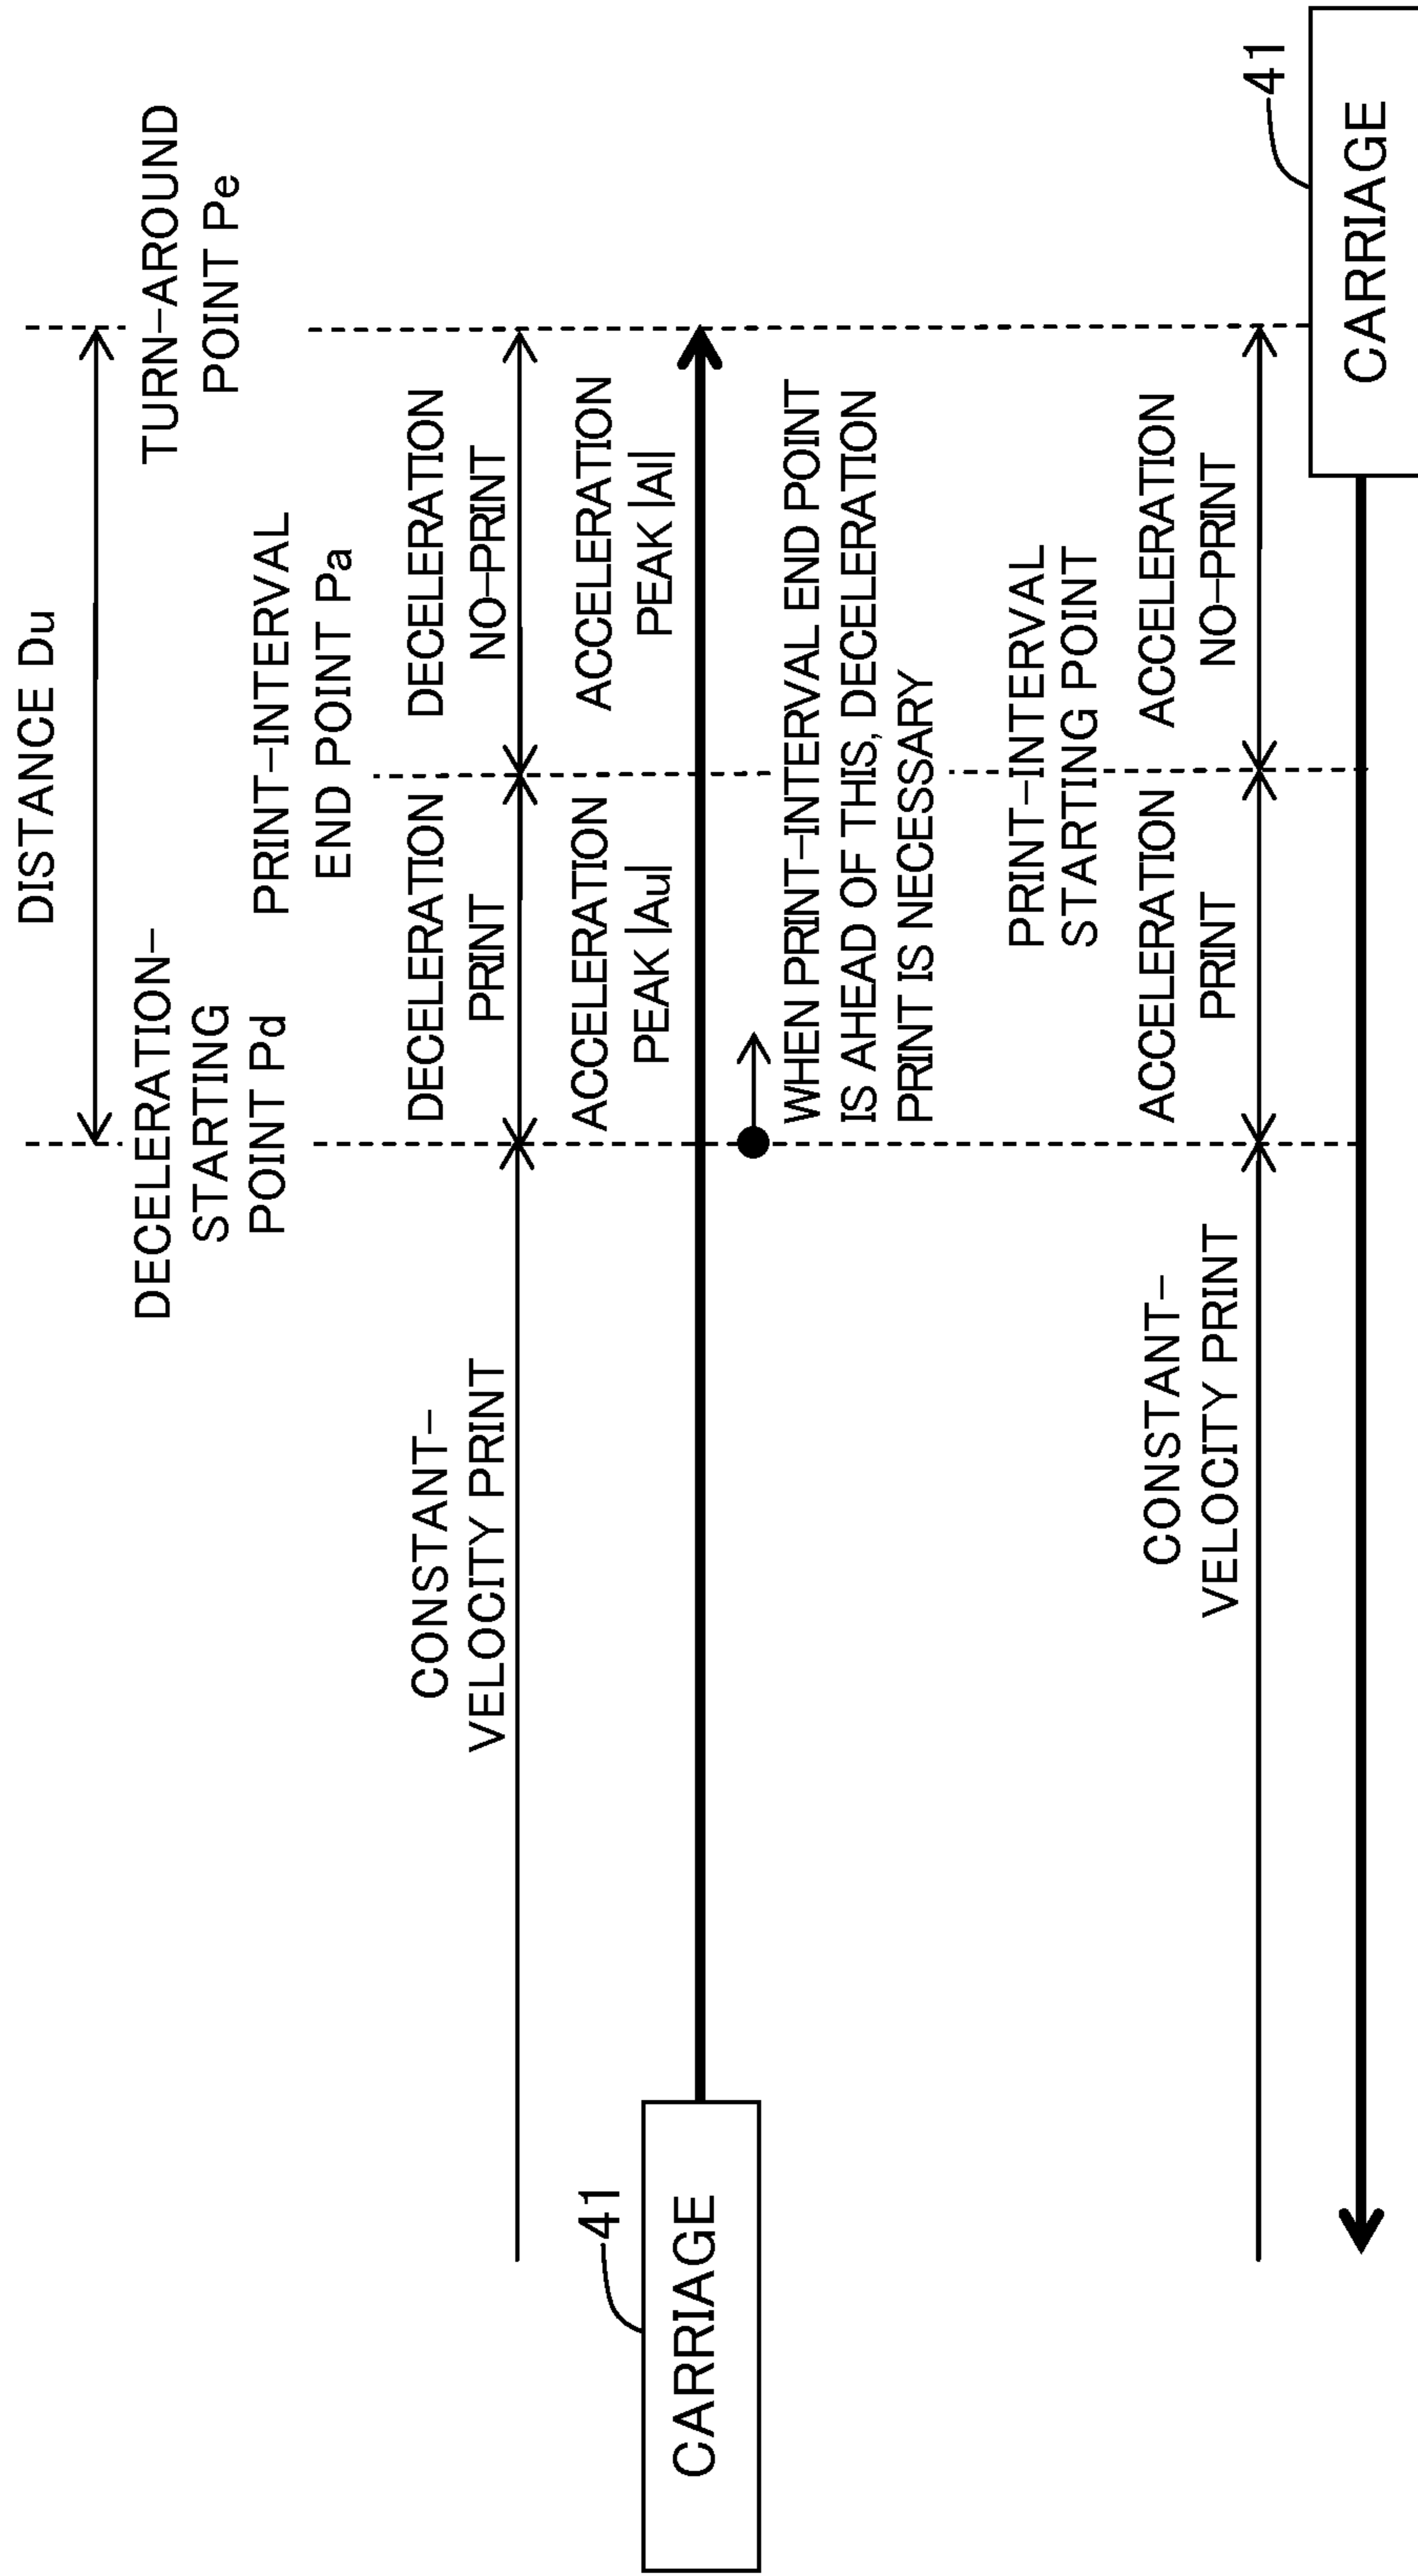 DISTANCE Du
DECELERATION-
STARTING
POINT Pd
PRINT-INTERVAL
END POINT Pa
TURN-AROUND
POINT Pe
CONSTANT-
VELOCITY PRINT
DECELERATION
PRINT
DECELERATION
NO-PRINT
ACCELERATION
PEAK |Au|
ACCELERATION
PEAK |Al|
41
CARRIAGE
WHEN PRINT-INTERVAL END POINT
IS AHEAD OF THIS, DECELERATION
PRINT IS NECESSARY
PRINT-INTERVAL
STARTING POINT
CONSTANT-
VELOCITY PRINT
ACCELERATION
PRINT
ACCELERATION
NO-PRINT
41
CARRIAGE